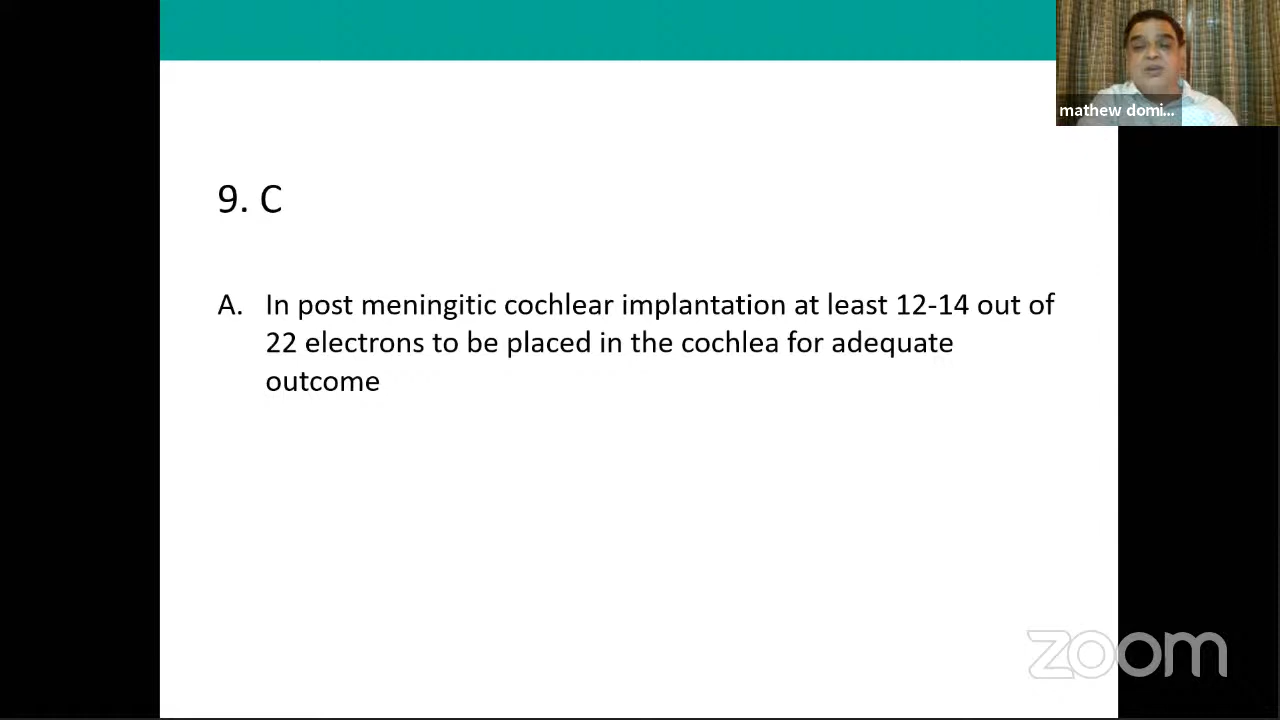 mathew domi...
9. C
A. In post meningitic cochlear implantation at least 12-14 out of
22 electrons to be placed in the cochlea for adequate
outcome
zoom